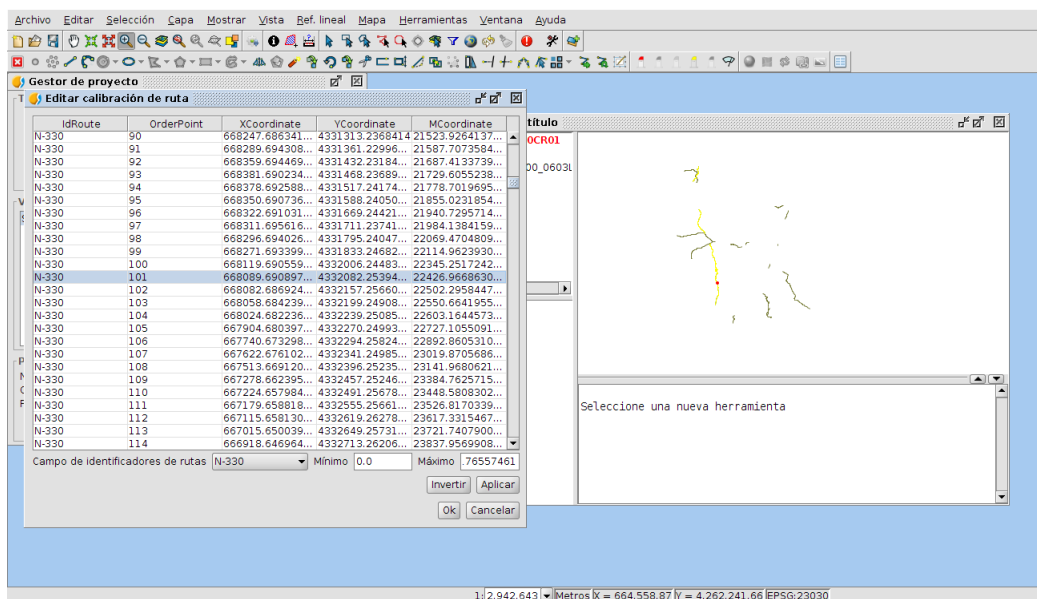 Archivo Editar Selección Capa Mostrar Vista Ref. lineal Mapa Herramientas Ventana Ayuda
Gestor de proyecto
Editar calibración de ruta
título
IdRoute OrderPoint XCoordinate YCoordinate MCoordinate
N-330 90 668247.686341... 4331313.2368414 21523.9264137...
N-330 91 668289.694308... 4331361.22996... 21587.7073584...
N-330 92 668359.694469... 4331432.23184... 21687.4133739...
N-330 93 668381.690234... 4331468.23689... 21729.6055238...
N-330 94 668378.692588... 4331517.24174... 21778.7019695...
N-330 95 668350.690736... 4331588.24050... 21855.0231854...
N-330 96 668322.691031... 4331669.24421... 21940.7295714...
N-330 97 668311.695616... 4331711.23741... 21984.1384159...
N-330 98 668296.694026... 4331795.24047... 22069.4704809...
N-330 99 668271.693399... 4331833.24682... 22114.9623930...
N-330 100 668119.690559... 4332006.24483... 22345.2517242...
N-330 101 668089.690897... 4332082.25394... 22426.9668630...
N-330 102 668082.686924... 4332157.25660... 22502.2958447...
N-330 103 668058.684239... 4332199.24908... 22550.6641955...
N-330 104 668024.682236... 4332239.25085... 22603.1644573...
N-330 105 667904.680397... 4332270.24993... 22727.1055091...
N-330 106 667740.673298... 4332294.25824... 22892.8605310...
N-330 107 667622.676102... 4332341.24985... 23019.8705686...
N-330 108 667513.669120... 4332396.25235... 23141.9680621...
N-330 109 667278.662395... 4332457.25246... 23384.7625715...
N-330 110 667224.657984... 4332491.25678... 23448.5808302...
N-330 111 667179.658818... 4332555.25661... 23526.8170339...
N-330 112 667115.658130... 4332619.26278... 23617.3315467...
N-330 113 667015.650039... 4332649.25731... 23721.7407900...
N-330 114 666918.646964... 4332713.26206... 23837.9569908...
Campo de identificadores de rutas N-330 Mínimo 0.0 Máximo .76557461
Invertir Aplicar
Ok Cancelar
0CR01
00_0603L
Seleccione una nueva herramienta
1: 2.942.643 Metros X = 664.558,87 Y = 4.262.241,66 EPSG:23030